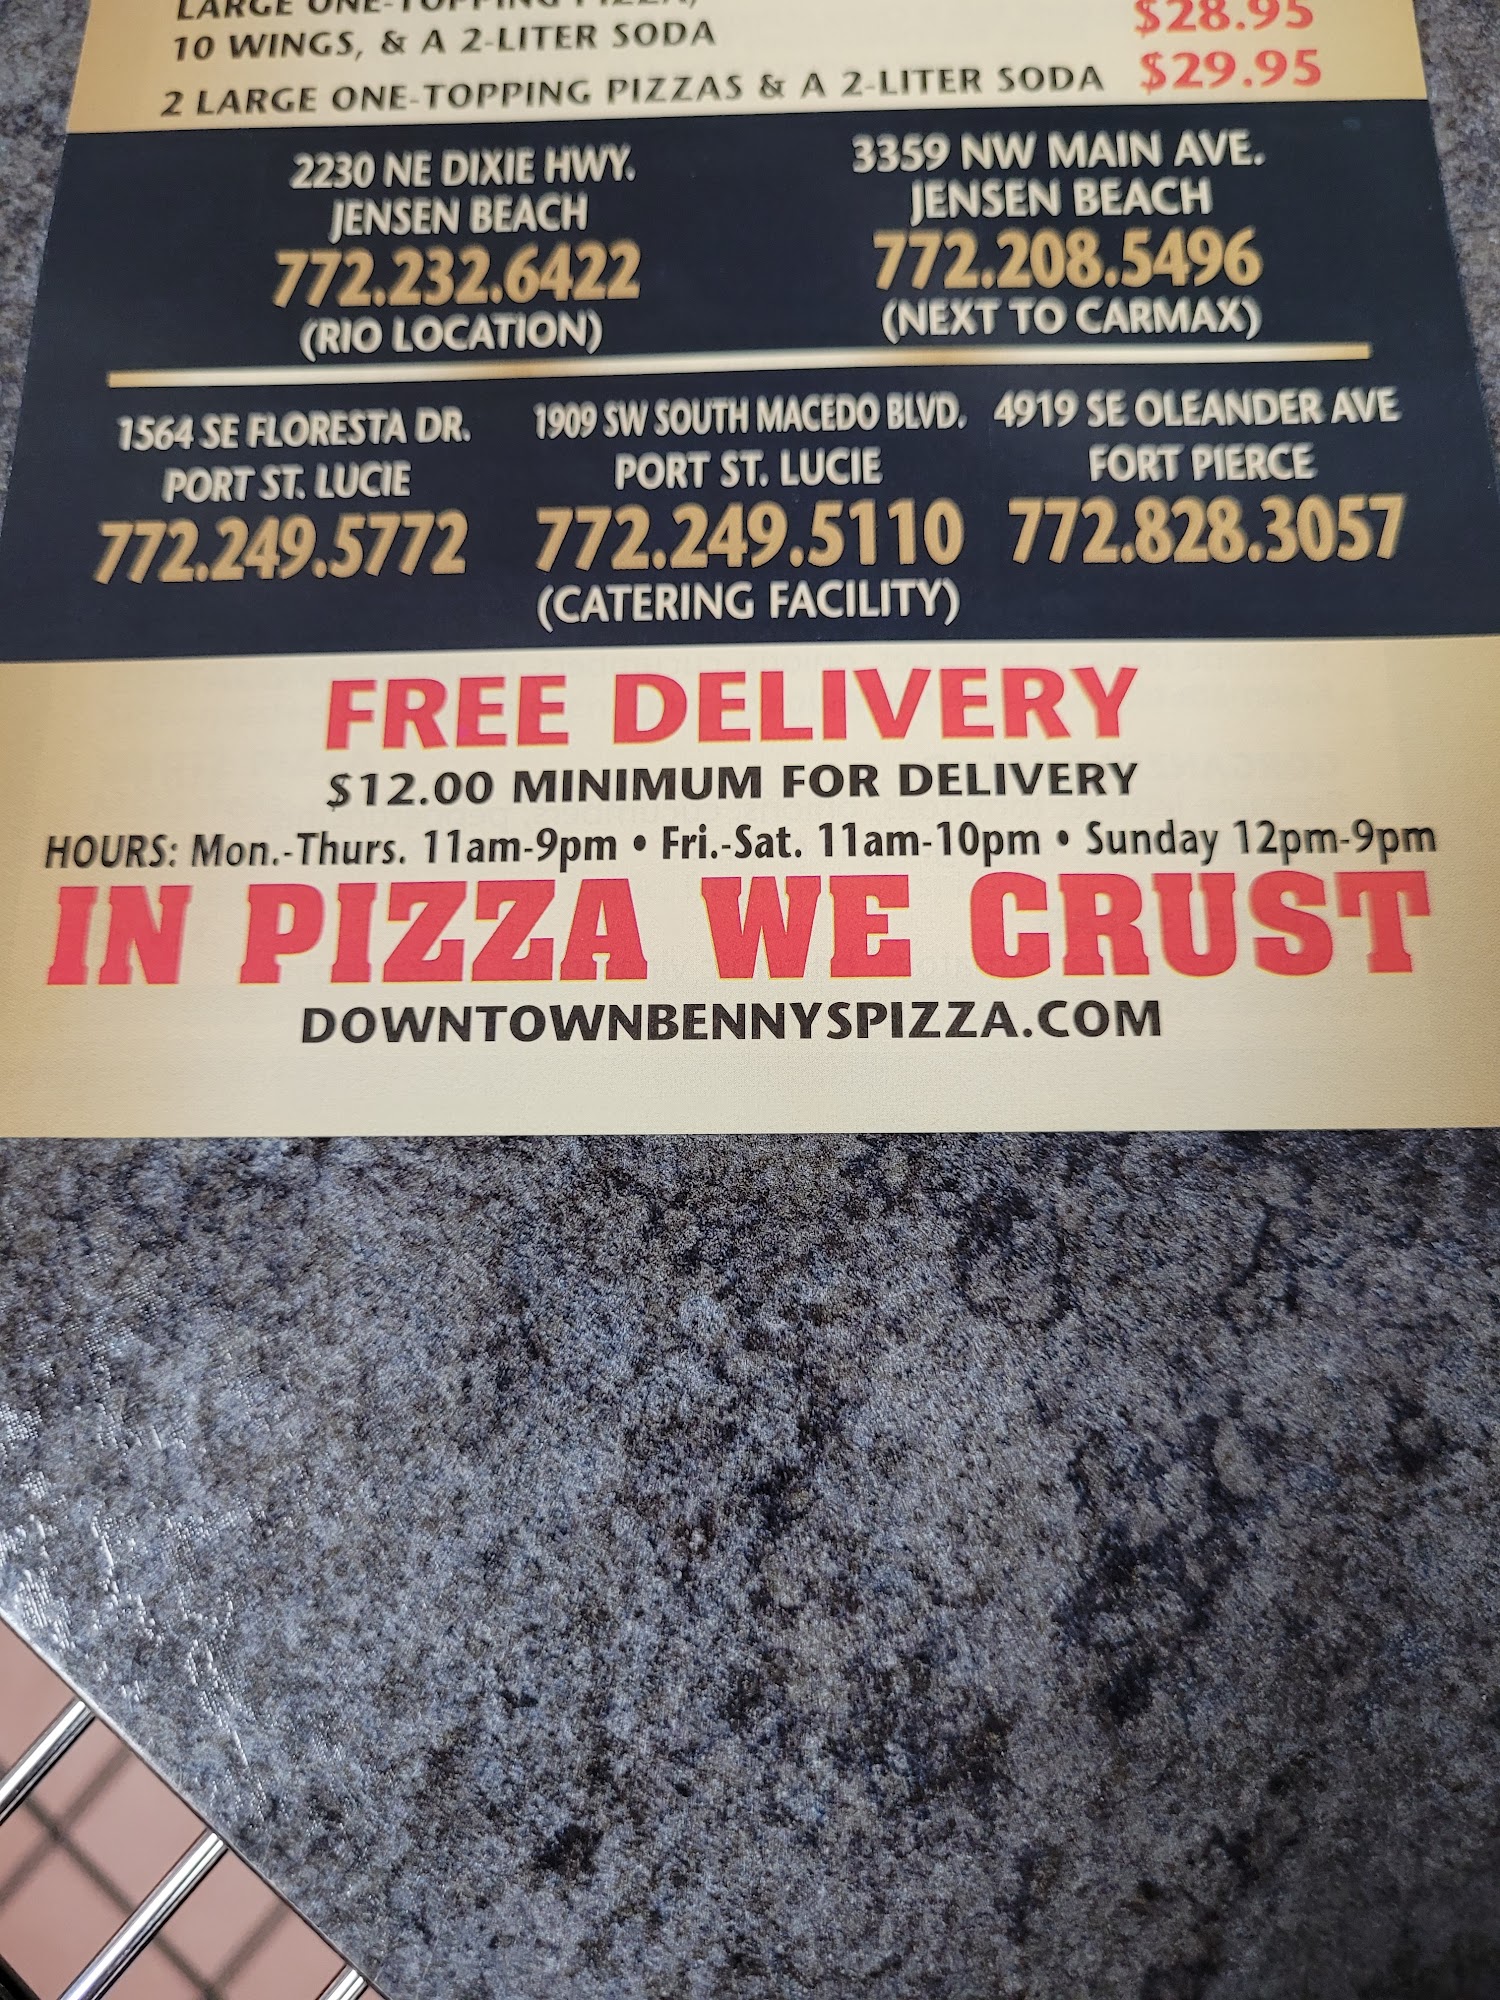 LARGE ONE-TOPPING PIZZA,
10 WINGS, & A 2-LITER SODA $28.95
2 LARGE ONE-TOPPING PIZZAS & A 2-LITER SODA $29.95
2230 NE DIXIE HWY.
JENSEN BEACH
772.232.6422
(RIO LOCATION)
3359 NW MAIN AVE.
JENSEN BEACH
772.208.5496
(NEXT TO CARMAX)
1564 SE FLORESTA DR.
PORT ST. LUCIE
772.249.5772
1909 SW SOUTH MACEDO BLVD.
PORT ST. LUCIE
772.249.5110
(CATERING FACILITY)
4919 SE OLEANDER AVE
FORT PIERCE
772.828.3057
FREE DELIVERY
$12.00 MINIMUM FOR DELIVERY
HOURS: Mon.-Thurs. 11am-9pm • Fri.-Sat. 11am-10pm • Sunday 12pm-9pm
IN PIZZA WE CRUST
DOWNTOWNBENNYSPIZZA.COM